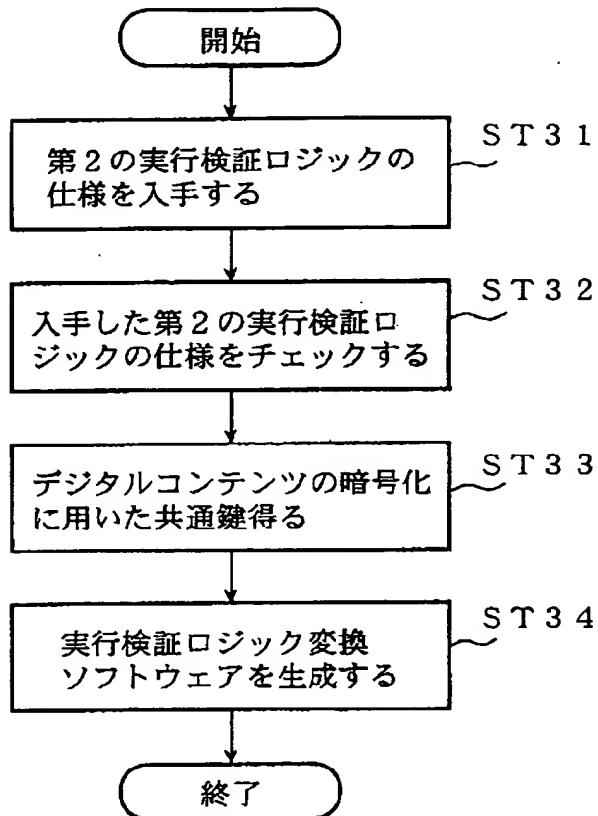 開始
ST31
第2の実行検証ロジックの
仕様を入手する
ST32
入手した第2の実行検証ロ
ジックの仕様をチェックする
ST33
デジタルコンテンツの暗号化
に用いた共通鍵得る
ST34
実行検証ロジック変換
ソフトウェアを生成する
終了